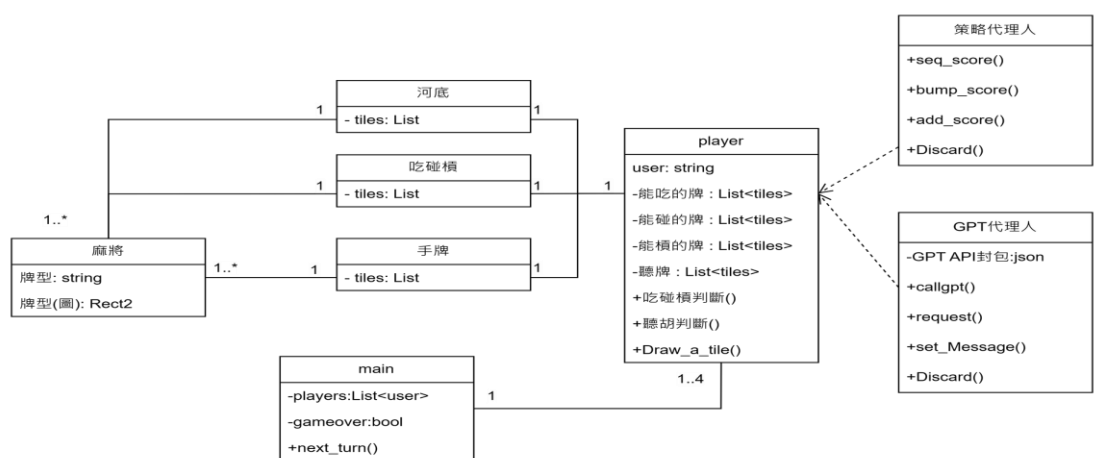 策略代理人
+seq_score()
+bump_score()
+add_score()
+Discard()
河底
- tiles: List
1
1
吃碰槓
- tiles: List
1
1
手牌
- tiles: List
1
1
1..*
1..*
麻將
牌型: string
牌型(圖): Rect2
player
user: string
-能吃的牌 : List<tiles>
-能碰的牌 : List<tiles>
-能槓的牌 : List<tiles>
-聽牌 : List<tiles>
+吃碰槓判斷()
+聽胡判斷()
+Draw_a_tile()
1
1..4
GPT代理人
-GPT API封包:json
+callgpt()
+request()
+set_Message()
+Discard()
main
-players:List<user>
-gameover:bool
+next_turn()
1